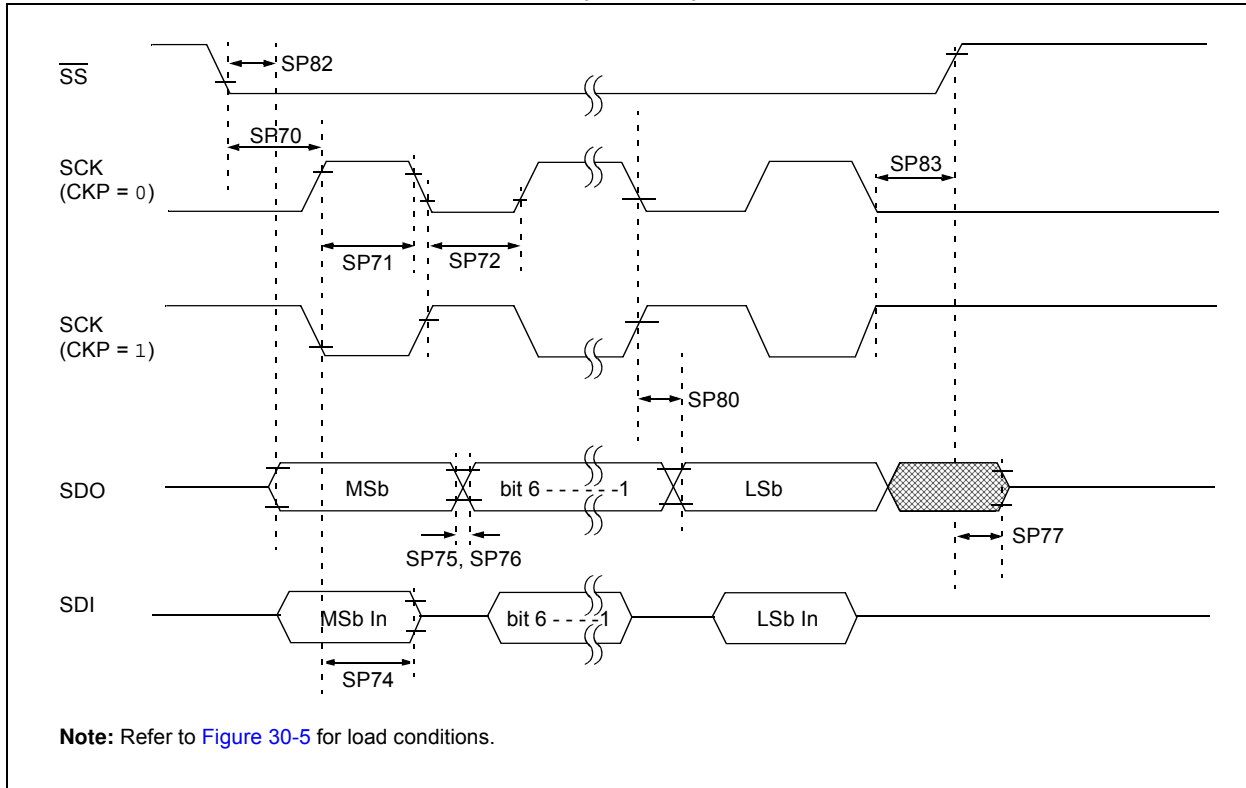 SS
SP82
SP70
SCK
(CKP = 0)
SP83
SP71
SP72
SCK
(CKP = 1)
SP80
SDO
MSb
bit 6 - - - - - -1
LSb
SP75, SP76
SP77
SDI
MSb In
bit 6 - - - -1
LSb In
SP74
Note: Refer to Figure 30-5 for load conditions.